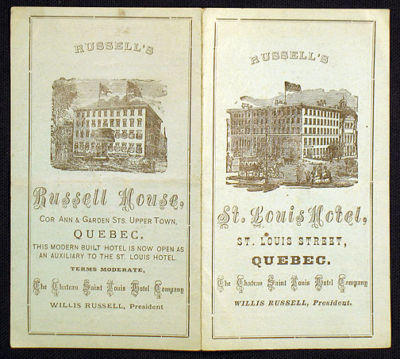 RUSSELL'S
Russell House,
COR ANN & GARDEN STS. UPPER TOWN,
QUEBEC.
THIS MODERN BUILT HOTEL IS NOW OPEN AS
AN AUXILIARY TO THE ST. LOUIS HOTEL.
TERMS MODERATE,
The Chateau Saint Louis Hotel Company
WILLIS RUSSELL, President
RUSSELL'S
St. Louis Hotel,
ST. LOUIS STREET,
QUEBEC.
The Chateau Saint Louis Hotel Company
WILLIS RUSSELL, President.